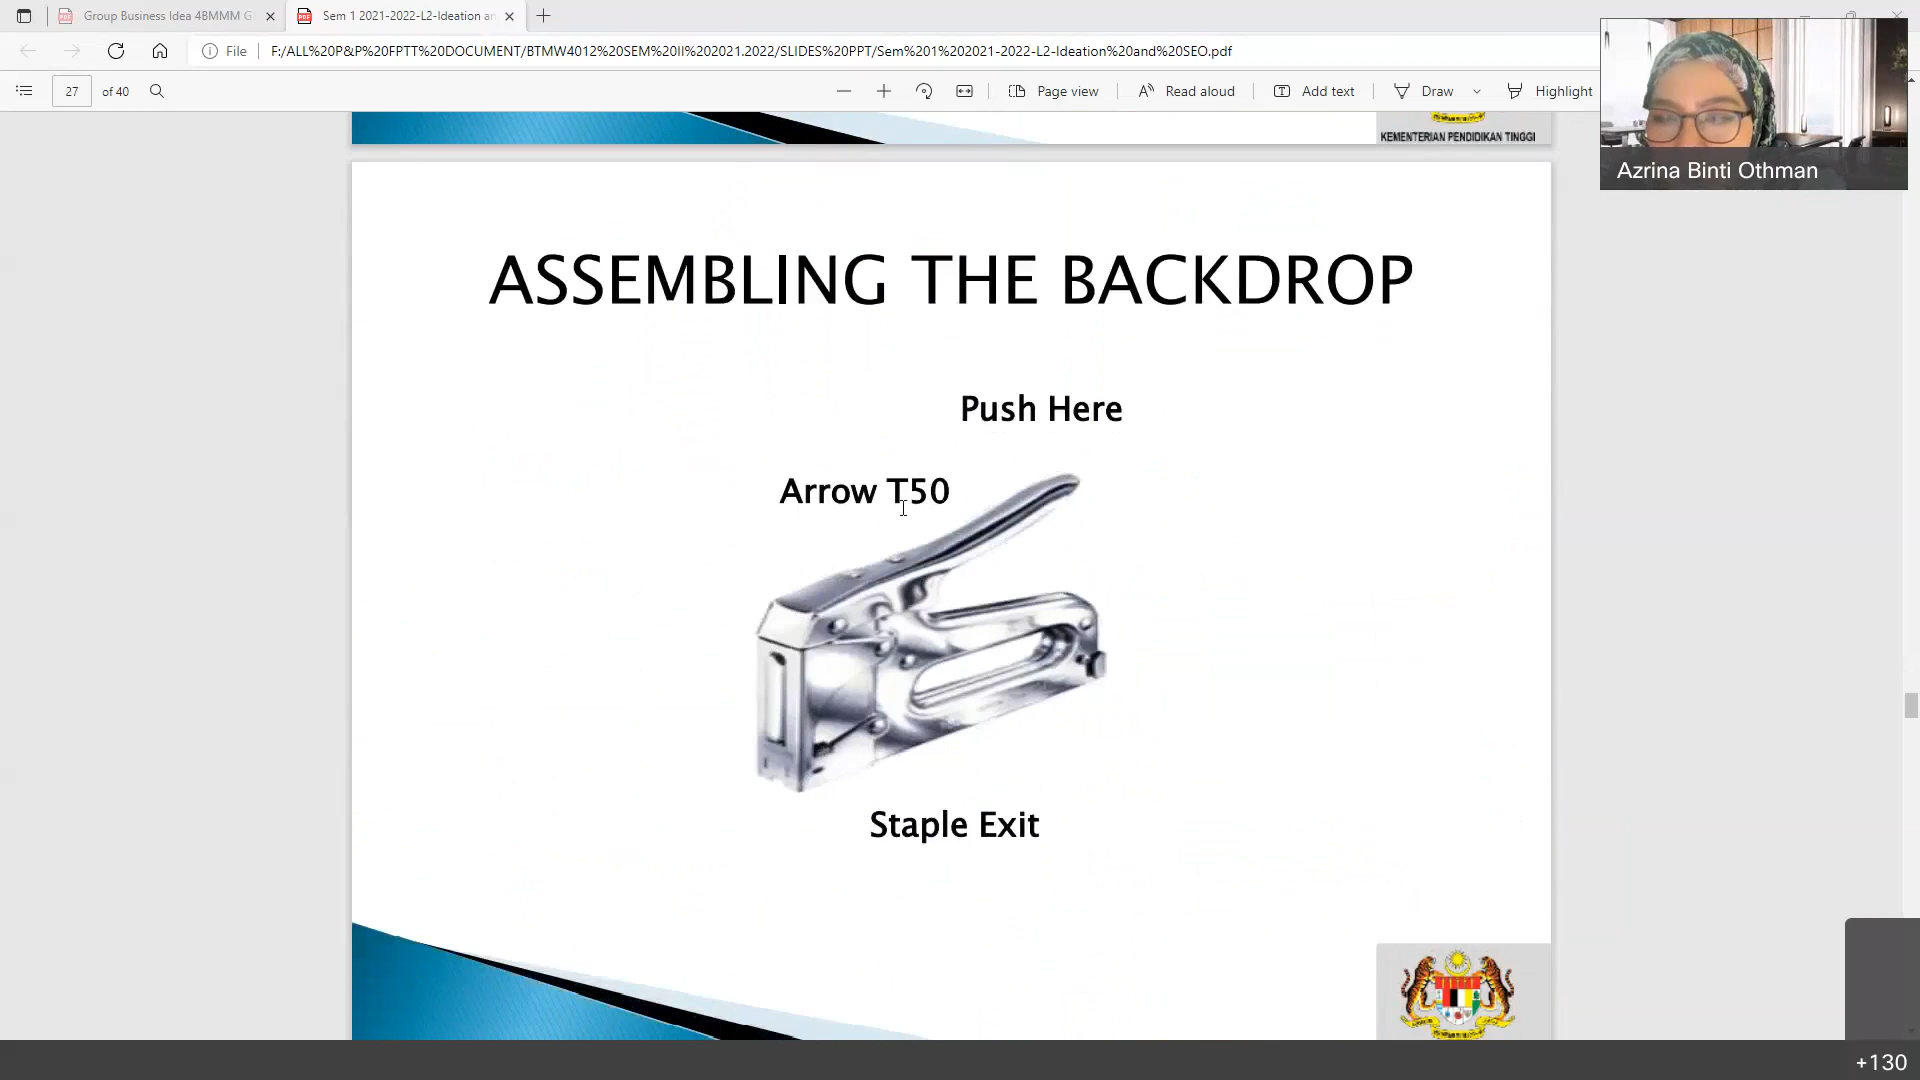 Group Business Idea 4BMMM G
Sem 1 2021-2022-L2-Ideation an
File
F:/ALL%20P&P%20FPTT%20DOCUMENT/BTMW4012%20SEM%20II%202021.2022/SLIDES%20PPT/Sem%201%202021-2022-L2-Ideation%20and%20SEO.pdf
27 of 40
Page view
Read aloud
Add text
Draw
Highlight
KEMENTERIAN PENDIDIKAN TINGGI
Azrina Binti Othman
ASSEMBLING THE BACKDROP
Push Here
Arrow T50
Staple Exit
+130